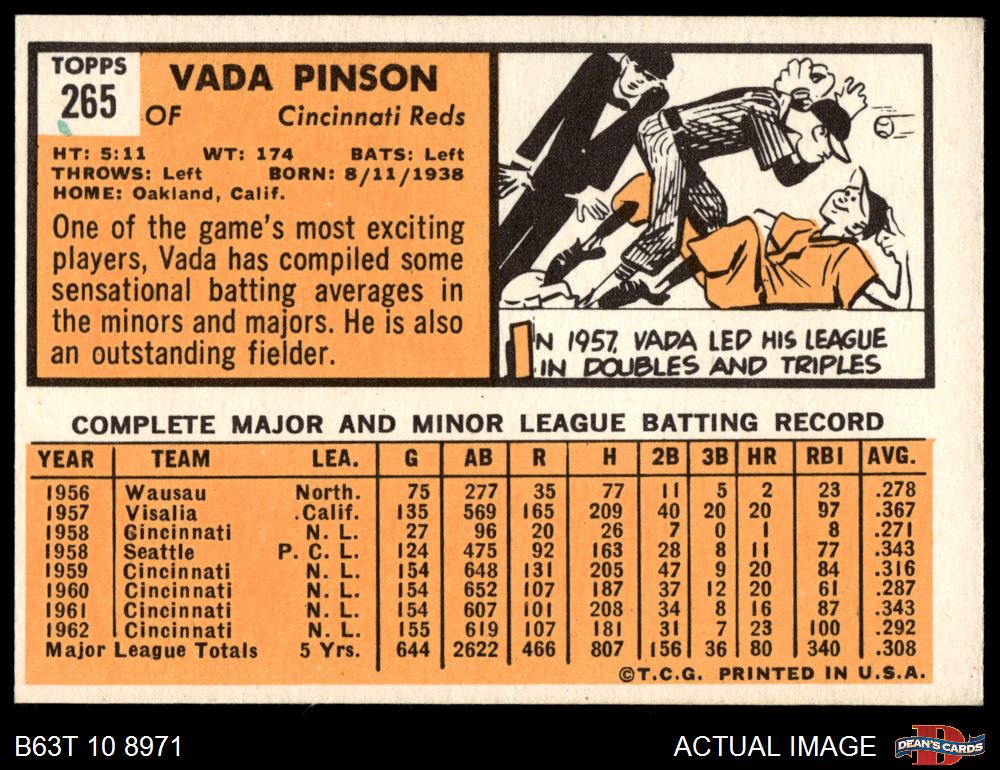 TOPPS
265
VADA PINSON
OF Cincinnati Reds
HT: 5:11 WT: 174 BATS: Left
THROWS: Left BORN: 8/11/1938
HOME: Oakland, Calif.
One of the game's most exciting
players, Vada has compiled some
sensational batting averages in
the minors and majors. He is also
an outstanding fielder.
IN 1957, VADA LED HIS LEAGUE
IN DOUBLES AND TRIPLES
COMPLETE MAJOR AND MINOR LEAGUE BATTING RECORD
YEAR TEAM LEA. G AB R H 2B 3B HR RBI AVG.
1956 Wausau North. 75 277 35 77 11 5 2 23 .278
1957 Visalia .Calif. 135 569 165 209 40 20 20 97 .367
1958 Cincinnati N. L. 27 96 20 26 7 0 1 8 .271
1958 Seattle P. C. L. 124 475 92 163 28 8 11 77 .343
1959 Cincinnati N. L. 154 648 131 205 47 9 20 84 .316
1960 Cincinnati N. L. 154 652 107 187 37 12 20 61 .287
1961 Cincinnati N. L. 154 607 101 208 34 8 16 87 .343
1962 Cincinnati N. L. 155 619 107 181 31 7 23 100 .292
Major League Totals 5 Yrs. 644 2622 466 807 156 36 80 340 .308
©T.C.G. PRINTED IN U.S.A.
B63T 10 8971
ACTUAL IMAGE
DEAN'S CARDS